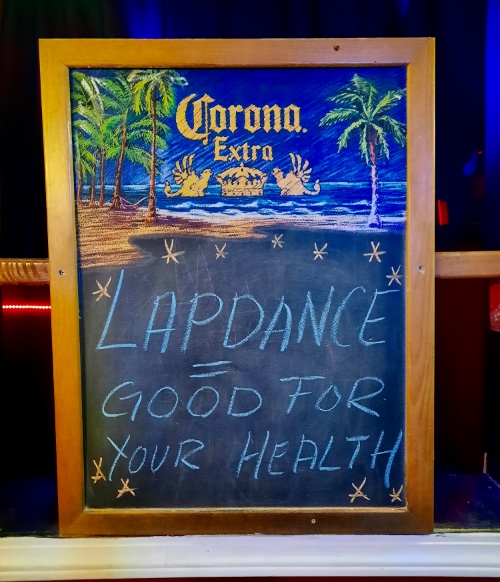 Corona.
Extra
LAPDANCE
=
GOOD FOR
YOUR HEALTH